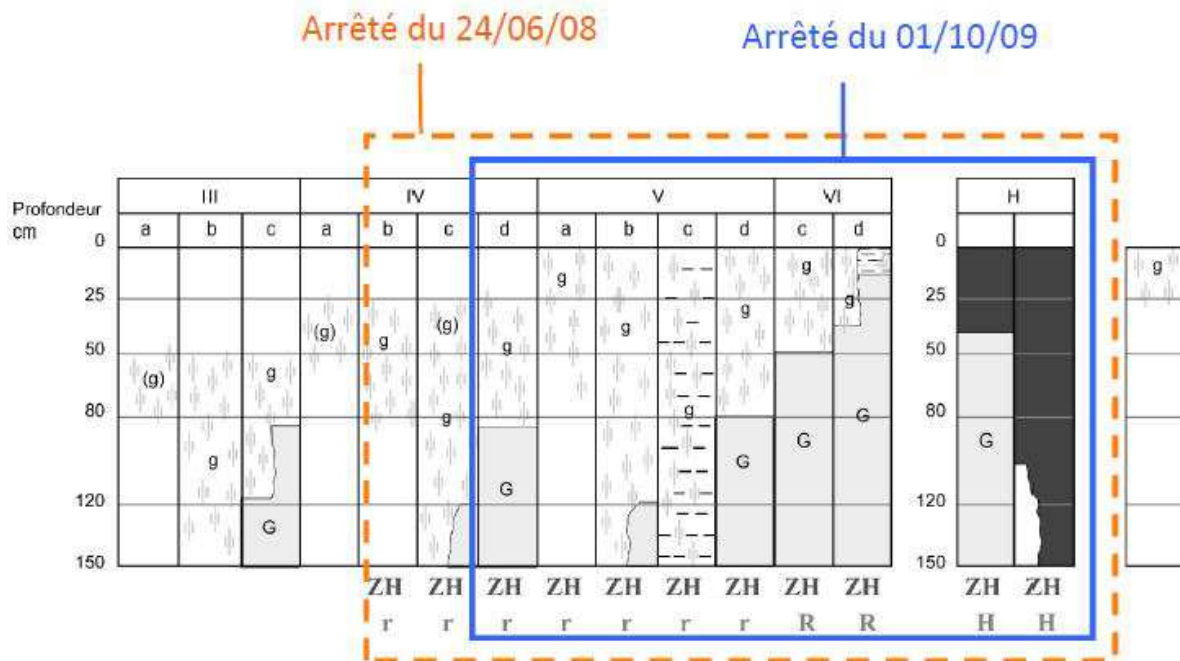 Arrêté du 24/06/08
Arrêté du 01/10/09
III IV V VI H
Profondeur
cm
a b c a b c d a b c d c d
0 0
g g g g
25 25
(g) g (g) g g g
50 50
(g) g g
80 80
g g g G
g G G G G
120 120
G G
150 150
ZH ZH ZH ZH ZH ZH ZH ZH ZH ZH ZH
r r r r r r r R R H H